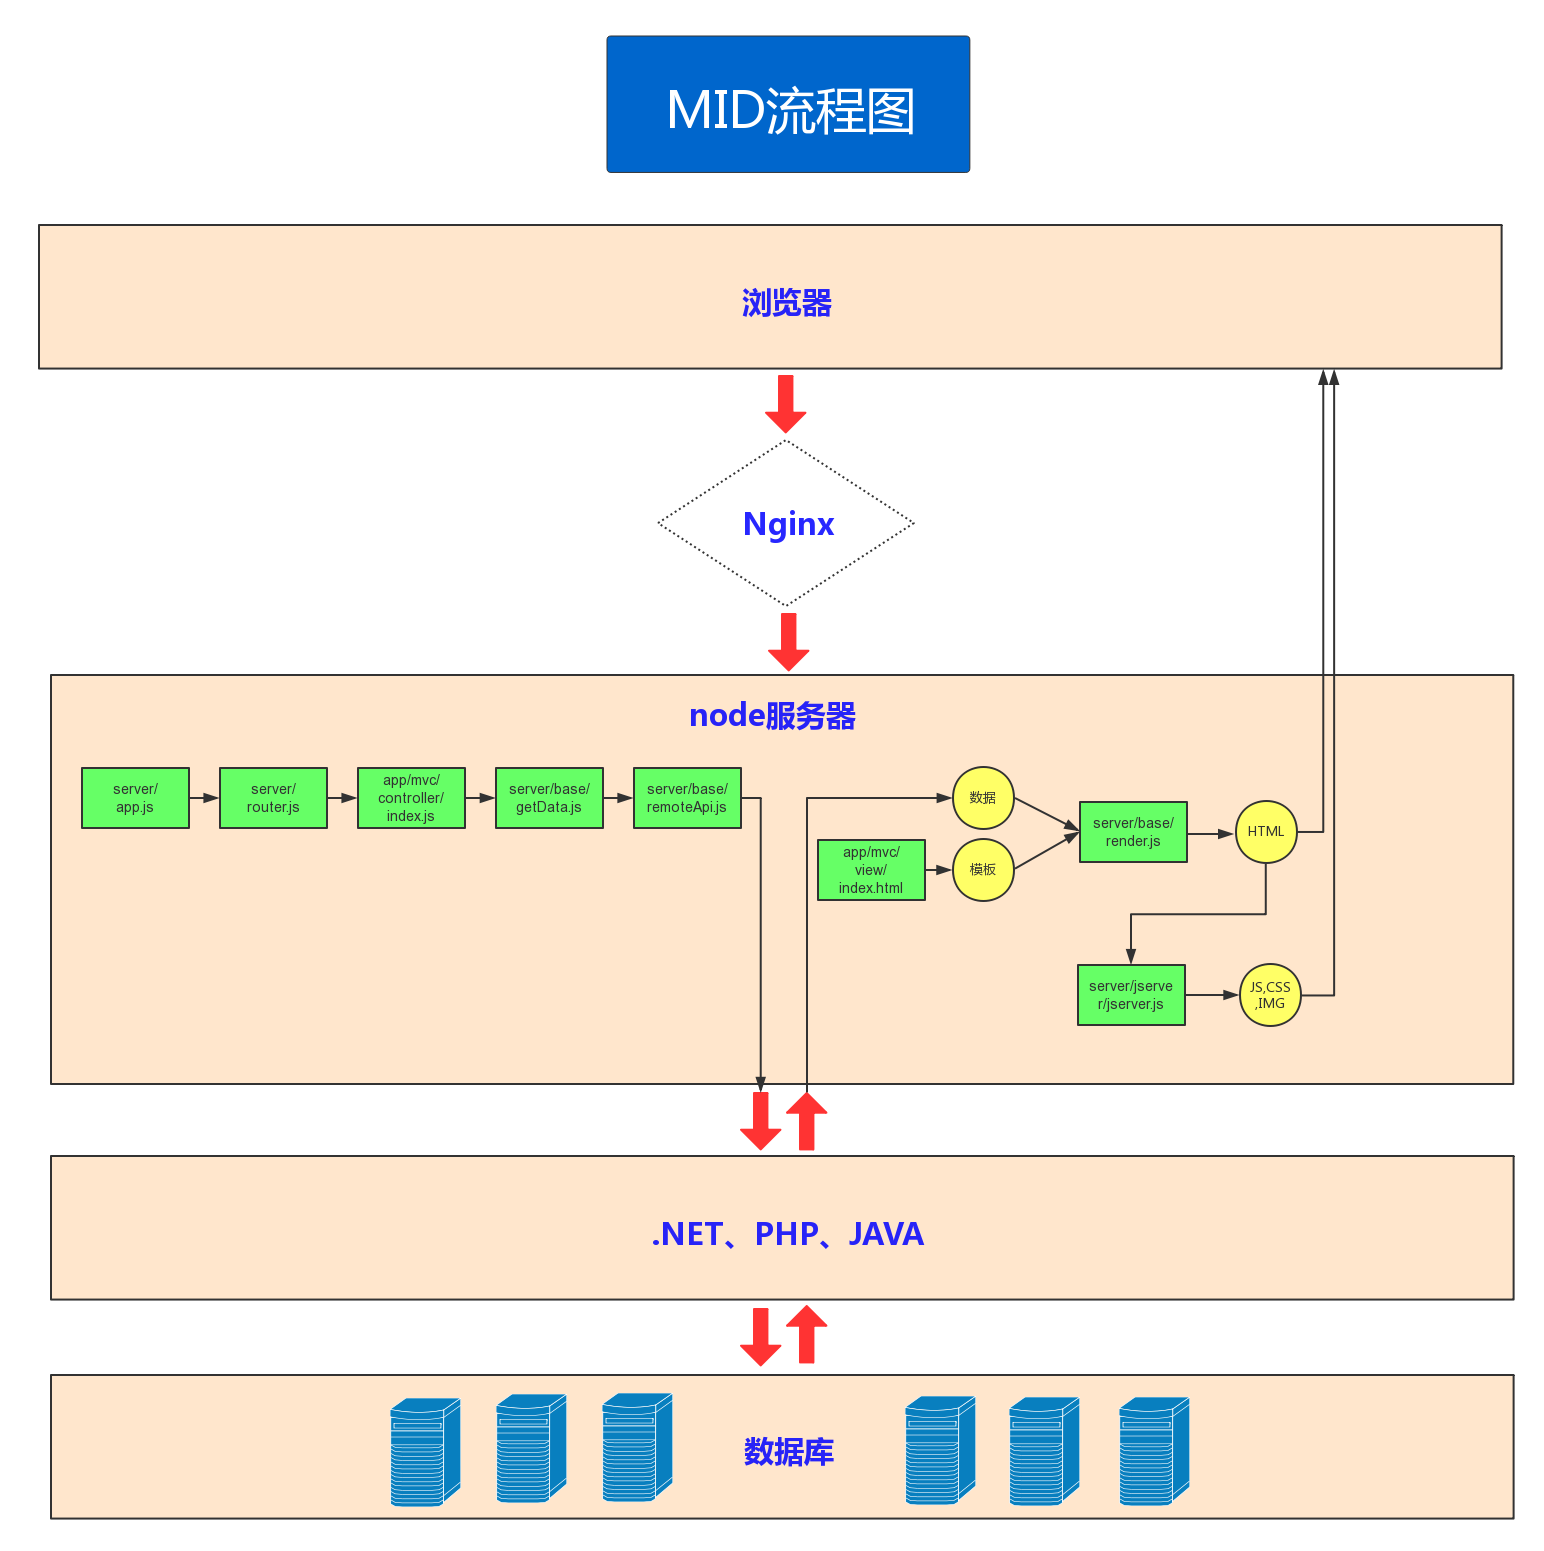 MID流程图
浏览器
Nginx
node服务器
server/
app.js
server/
router.js
app/mvc/
controller/
index.js
server/base/
getData.js
server/base/
remoteApi.js
数据
app/mvc/
view/
index.html
模板
server/base/
render.js
HTML
server/jserve
r/jserver.js
JS,CSS
,IMG
.NET、PHP、JAVA
数据库